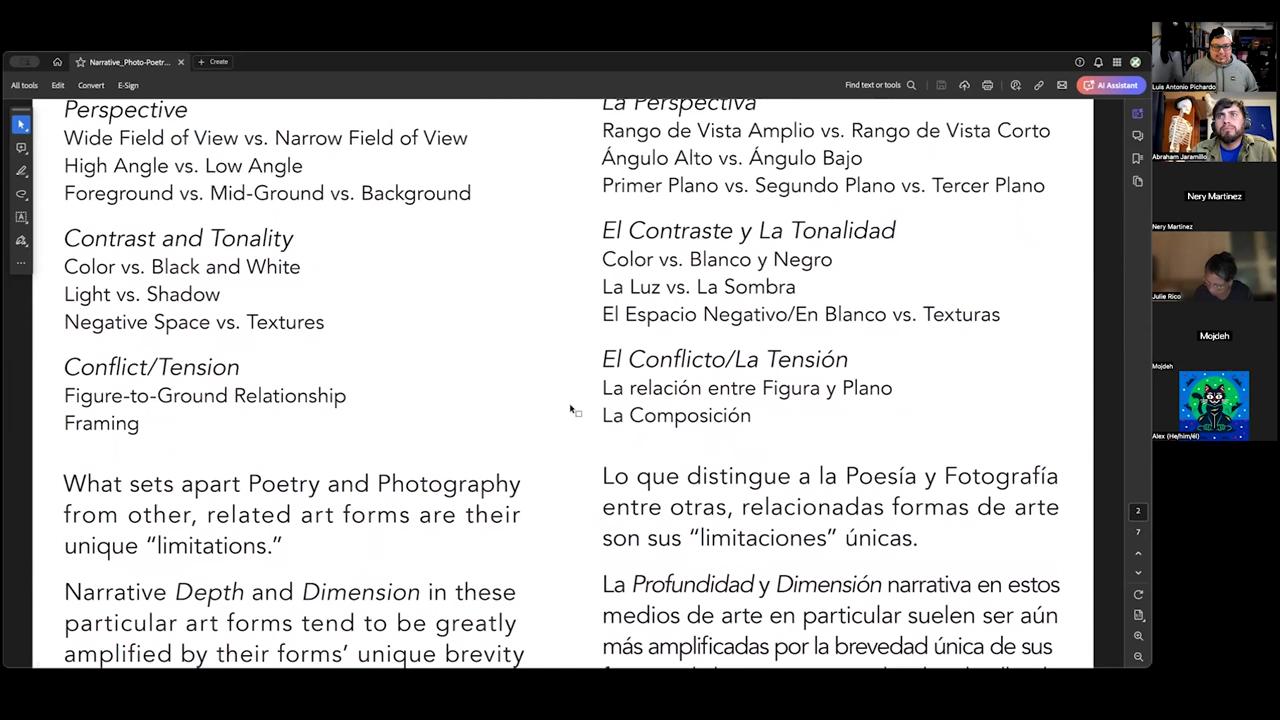 Narrative_Photo-Poetr...
Create
All tools
Edit
Convert
E-Sign
Find text or tools
AI Assistant
Perspective
Wide Field of View vs. Narrow Field of View
High Angle vs. Low Angle
Foreground vs. Mid-Ground vs. Background
Contrast and Tonality
Color vs. Black and White
Light vs. Shadow
Negative Space vs. Textures
Conflict/Tension
Figure-to-Ground Relationship
Framing
What sets apart Poetry and Photography
from other, related art forms are their
unique “limitations.”
Narrative Depth and Dimension in these
particular art forms tend to be greatly
amplified by their forms’ unique brevity
La Perspectiva
Rango de Vista Amplio vs. Rango de Vista Corto
Ángulo Alto vs. Ángulo Bajo
Primer Plano vs. Segundo Plano vs. Tercer Plano
El Contraste y La Tonalidad
Color vs. Blanco y Negro
La Luz vs. La Sombra
El Espacio Negativo/En Blanco vs. Texturas
El Conflicto/La Tensión
La relación entre Figura y Plano
La Composición
Lo que distingue a la Poesía y Fotografía
entre otras, relacionadas formas de arte
son sus “limitaciones” únicas.
La Profundidad y Dimensión narrativa en estos
medios de arte en particular suelen ser aún
más amplificadas por la brevedad única de sus
2
7
Luis Antonio Pichardo
Abraham Jaramillo
Nery Martinez
Nery Martinez
Julie Rico
Mojdeh
Mojdeh
Alex (He/him/él)